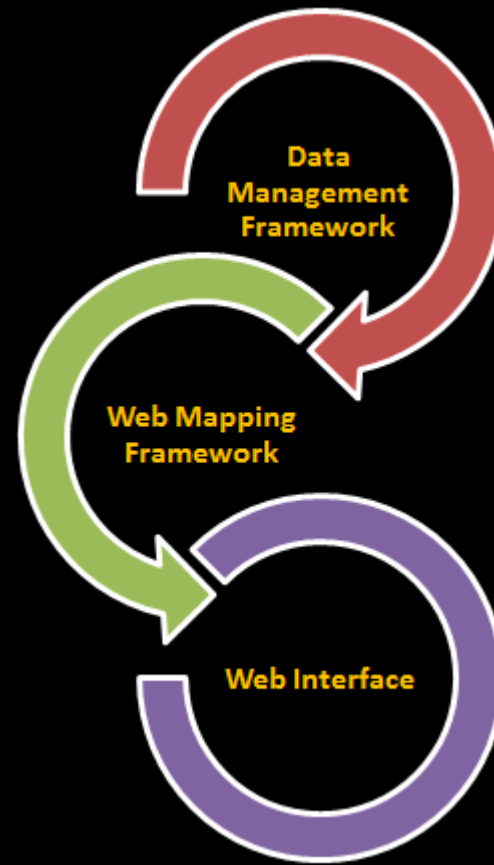 Data
Management
Framework
Web Mapping
Framework
Web Interface